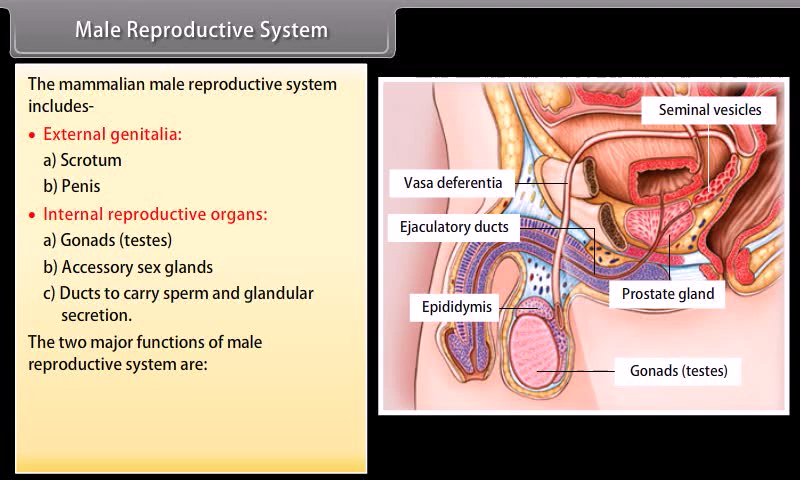 Male Reproductive System
The mammalian male reproductive system
includes-
• External genitalia:
a) Scrotum
b) Penis
• Internal reproductive organs:
a) Gonads (testes)
b) Accessory sex glands
c) Ducts to carry sperm and glandular
secretion.
The two major functions of male
reproductive system are:
Seminal vesicles
Vasa deferentia
Ejaculatory ducts
Prostate gland
Epididymis
Gonads (testes)